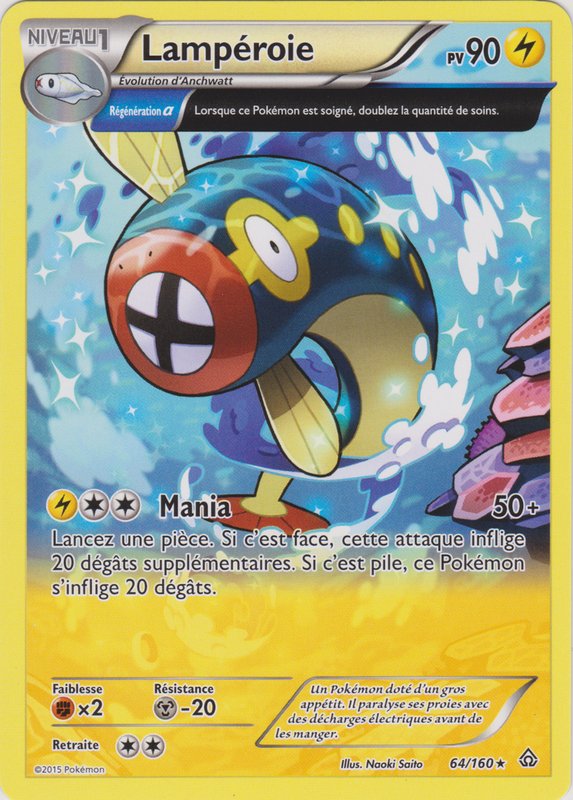 NIVEAU 1
Lampéroie
PV 90
Évolution d'Anchwatt
Régénération α
Lorsque ce Pokémon est soigné, doublez la quantité de soins.
Mania 50+
Lancez une pièce. Si c'est face, cette attaque inflige
20 dégâts supplémentaires. Si c'est pile, ce Pokémon
s'inflige 20 dégâts.
Faiblesse
×2
Résistance
-20
Retraite
Un Pokémon doté d'un gros
appétit. Il paralyse ses proies avec
des décharges électriques avant de
les manger.
©2015 Pokémon
Illus. Naoki Saito
64/160 ★